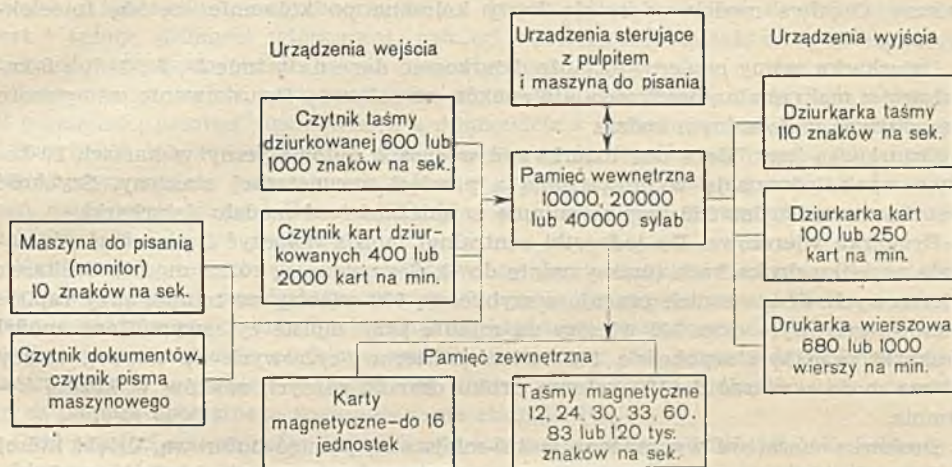 Urządzenia wejścia
Urządzenia sterujące
z pulpitem
i maszyną do pisania
Urządzenia wyjścia
Czytnik taśmy
dziurkowanej 600 lub
1000 znaków na sek.
Dziurkarka taśmy
110 znaków na sek.
Pamięć wewnętrzna
10000, 20000
lub 40000 sylab
Czytnik kart dziur-
kowanych 400 lub
2000 kart na min.
Dziurkarka kart
100 lub 250
kart na min.
Maszyna do pisania
(monitor)
10 znaków na sek.
Drukarka wierszowa
680 lub 1000
wierszy na min.
Czytnik dokumentów,
czytnik pisma
maszynowego
Pamięć zewnętrzna
Karty
magnetyczne-do 16
jednostek
Taśmy magnetyczne
12, 24, 30, 33, 60,
83 lub 120 tys.
znaków na sek.